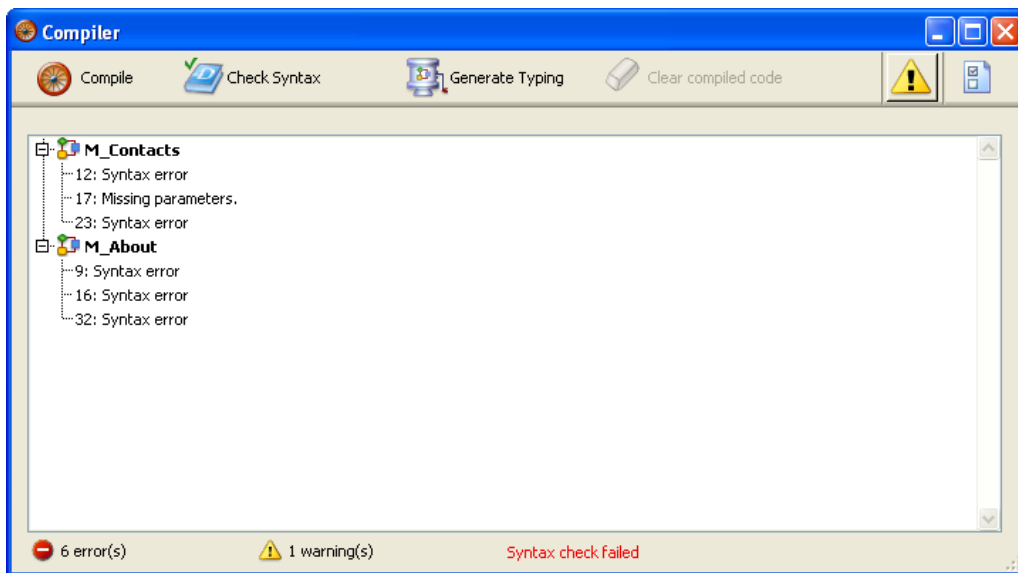 Compiler
Compile Check Syntax Generate Typing Clear compiled code
M_Contacts
12: Syntax error
17: Missing parameters.
23: Syntax error
M_About
9: Syntax error
16: Syntax error
32: Syntax error
6 error(s) 1 warning(s) Syntax check failed